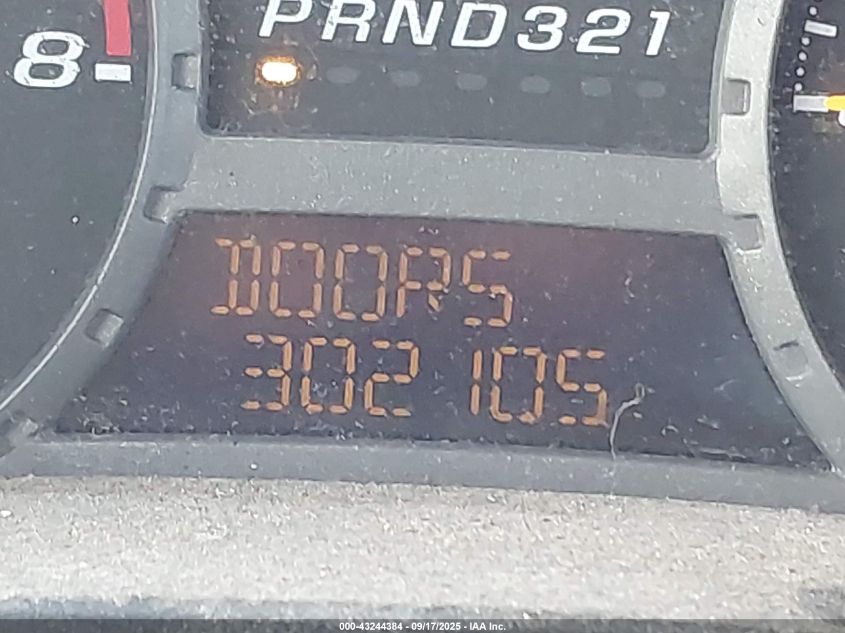 PRND321
8
DOORS
302105
000-43244384 - 09/17/2025 - IAA Inc.